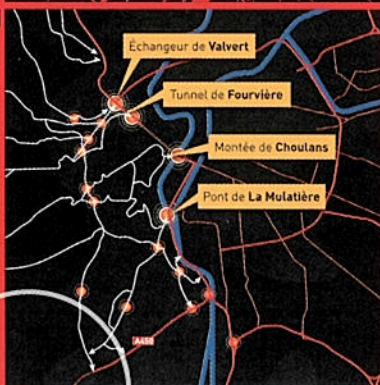 Échangeur de Valvert
Tunnel de Fourvière
Montée de Choulans
Pont de La Mulatière
A450